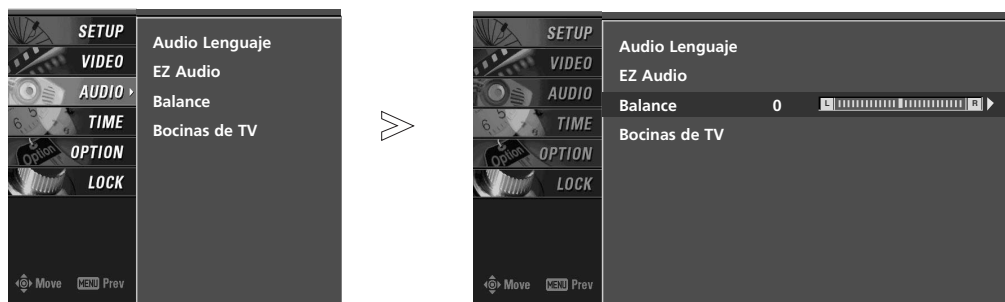 SETUP
VIDEO
AUDIO
TIME
OPTION
LOCK
Move MENU Prev
Audio Lenguaje
EZ Audio
Balance
Bocinas de TV
SETUP
VIDEO
AUDIO
TIME
OPTION
LOCK
Move MENU Prev
Audio Lenguaje
EZ Audio
Balance 0 L R
Bocinas de TV